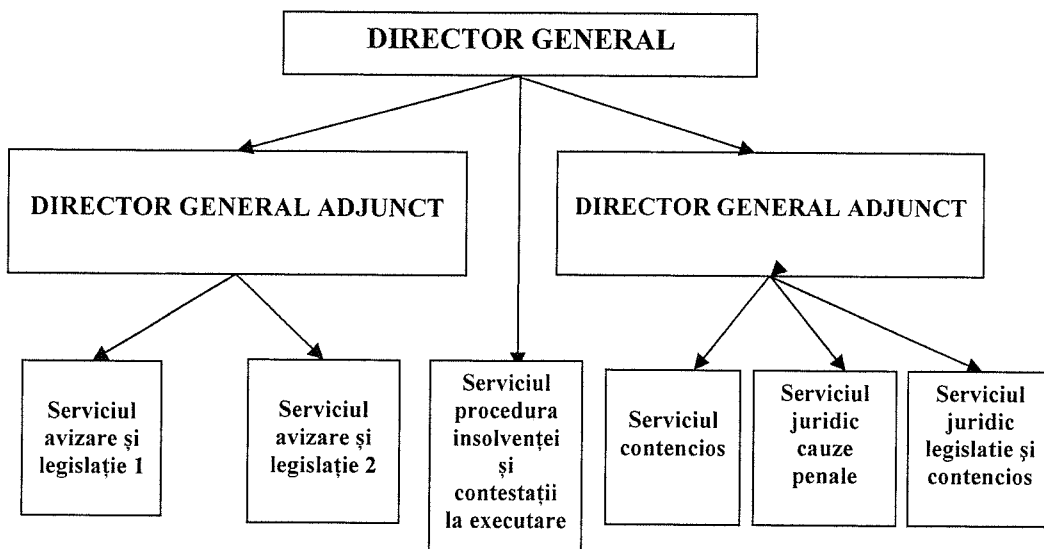 DIRECTOR GENERAL
DIRECTOR GENERAL ADJUNCT
DIRECTOR GENERAL ADJUNCT
Serviciul
avizare și
legislație 1
Serviciul
avizare și
legislație 2
Serviciul
procedura
insolvenței
și
contestații
la executare
Serviciul
contencios
Serviciul
juridic
cauze
penale
Serviciul
juridic
legislatie şi
contencios